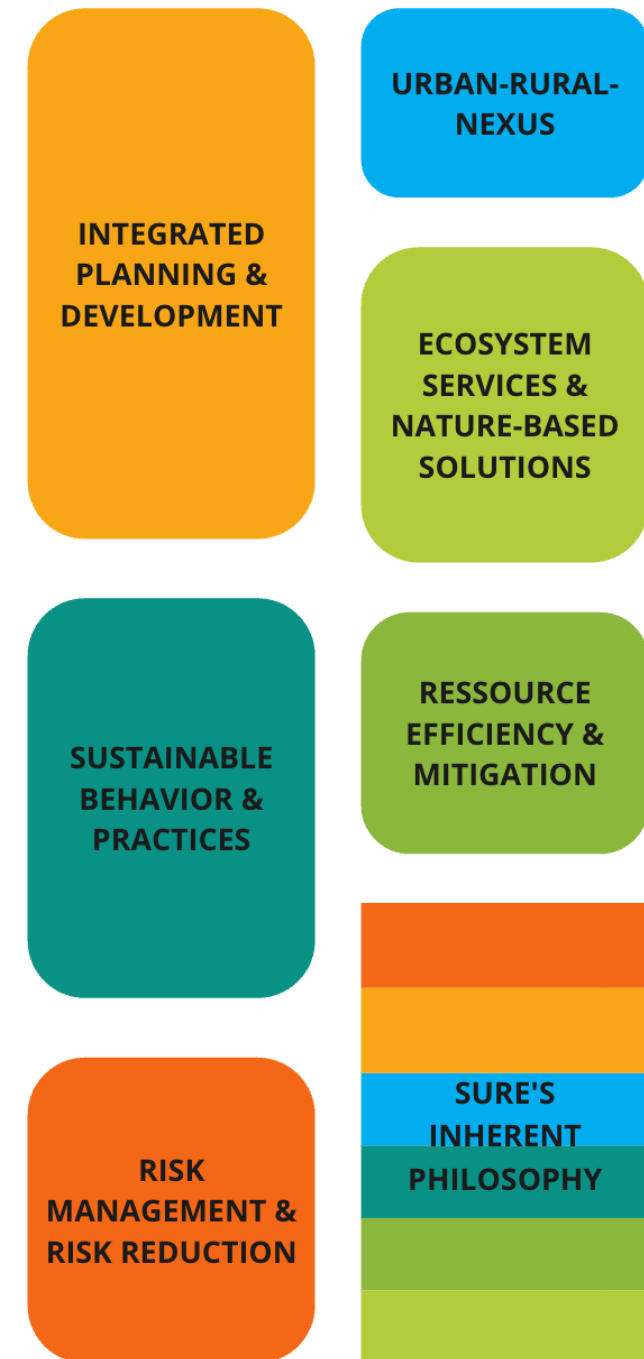 INTEGRATED
PLANNING &
DEVELOPMENT
SUSTAINABLE
BEHAVIOR &
PRACTICES
RISK
MANAGEMENT &
RISK REDUCTION
URBAN-RURAL-
NEXUS
ECOSYSTEM
SERVICES &
NATURE-BASED
SOLUTIONS
RESSOURCE
EFFICIENCY &
MITIGATION
SURE'S
INHERENT
PHILOSOPHY